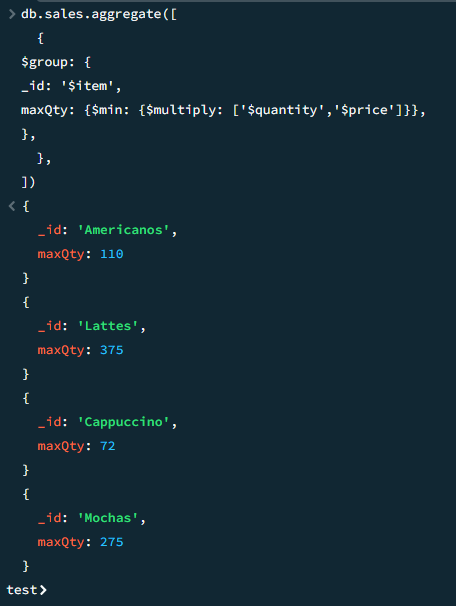 > db.sales.aggregate([
{
$group: {
_id: '$item',
maxQty: {$min: {$multiply: ['$quantity','$price']}},
},
},
])
< {
_id: 'Americanos',
maxQty: 110
}
{
_id: 'Lattes',
maxQty: 375
}
{
_id: 'Cappuccino',
maxQty: 72
}
{
_id: 'Mochas',
maxQty: 275
}
test>